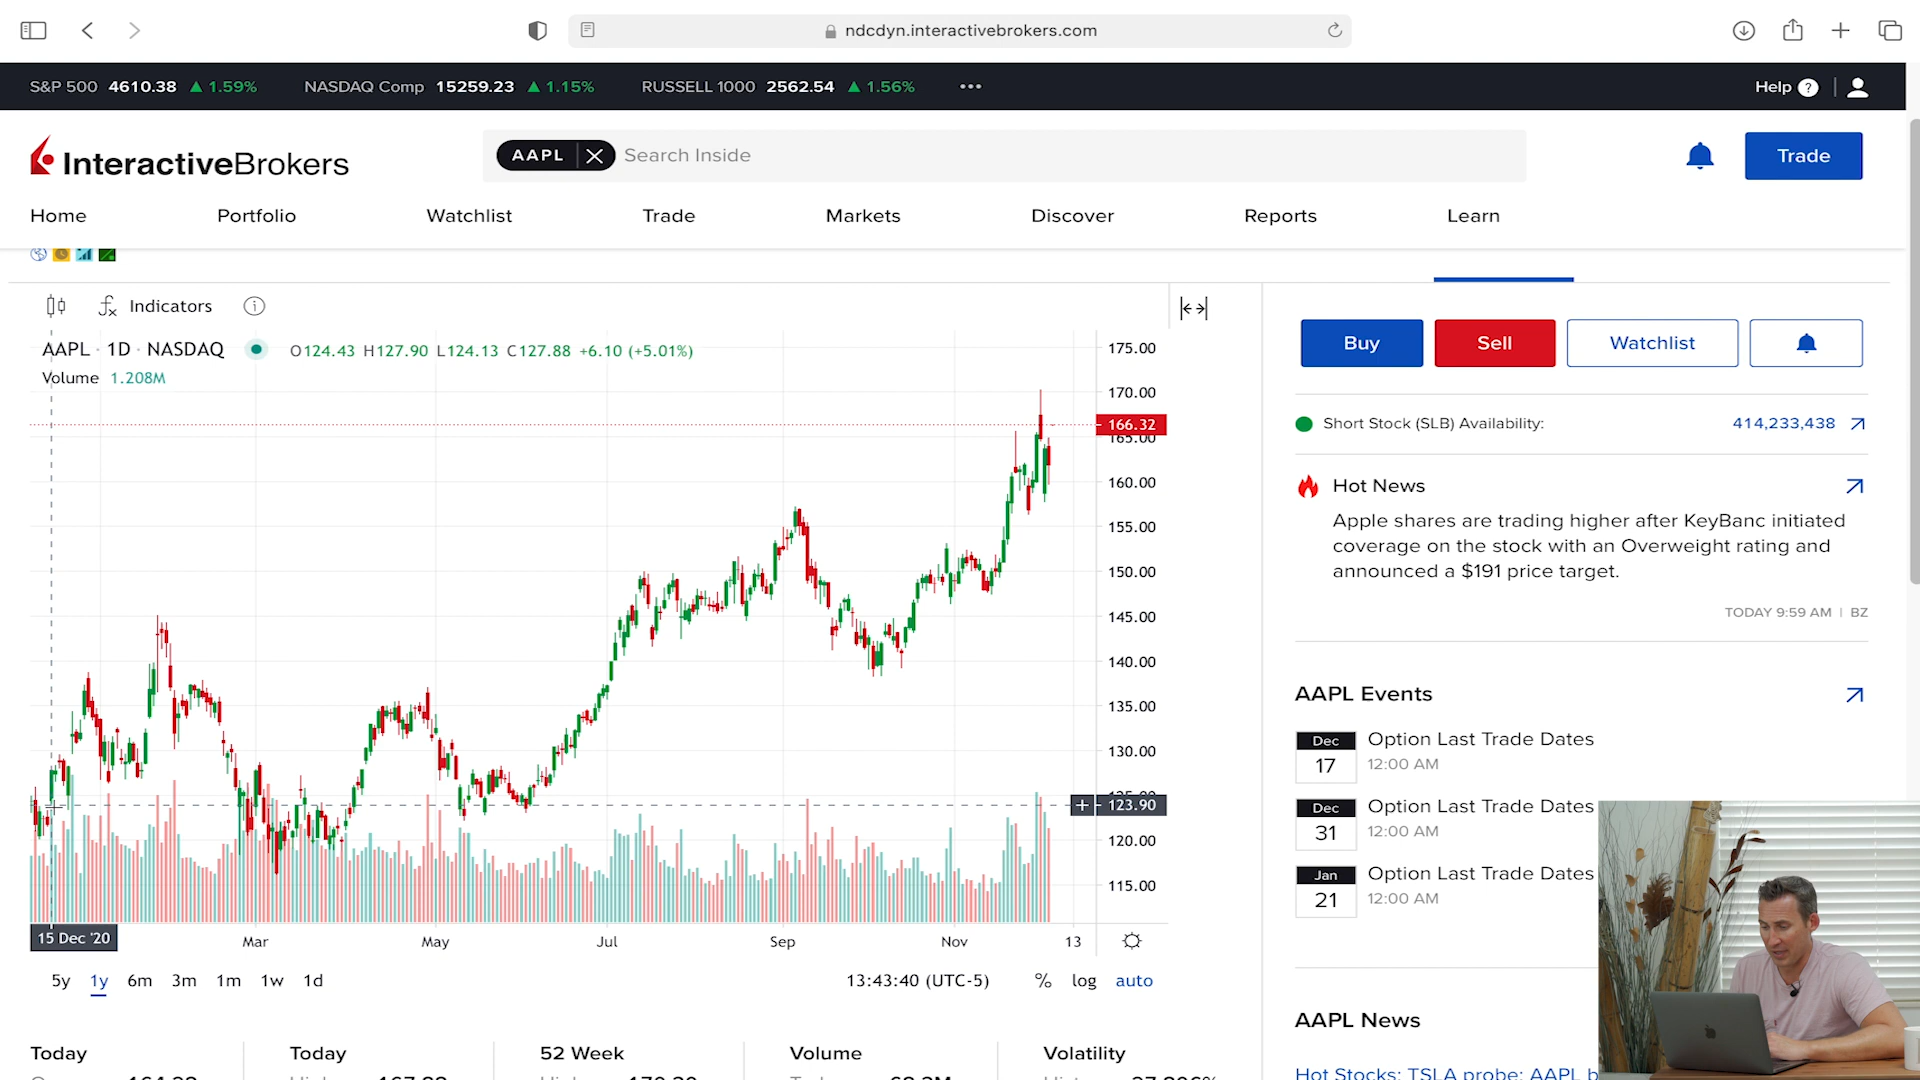 ndcdyn.interactivebrokers.com
S&P 500 4610.38 ▲ 1.59% NASDAQ Comp 15259.23 ▲ 1.15% RUSSELL 1000 2562.54 ▲ 1.56% ••• Help ?
InteractiveBrokers AAPL Search Inside Trade
Home Portfolio Watchlist Trade Markets Discover Reports Learn
Indicators
AAPL · 1D · NASDAQ O124.43 H127.90 L124.13 C127.88 +6.10 (+5.01%)
Volume 1.208M
175.00
170.00
166.32
165.00
160.00
155.00
150.00
145.00
140.00
135.00
130.00
123.90
120.00
115.00
15 Dec '20 Mar May Jul Sep Nov 13
5y 1y 6m 3m 1m 1w 1d 13:43:40 (UTC-5) % log auto
Today Today 52 Week Volume Volatility
Buy Sell Watchlist
Short Stock (SLB) Availability: 414,233,438
Hot News
Apple shares are trading higher after KeyBanc initiated
coverage on the stock with an Overweight rating and
announced a $191 price target.
TODAY 9:59 AM | BZ
AAPL Events
Dec 17 Option Last Trade Dates
12:00 AM
Dec 31 Option Last Trade Dates
12:00 AM
Jan 21 Option Last Trade Dates
12:00 AM
AAPL News
Hot Stocks: TSLA probe; AAPL b